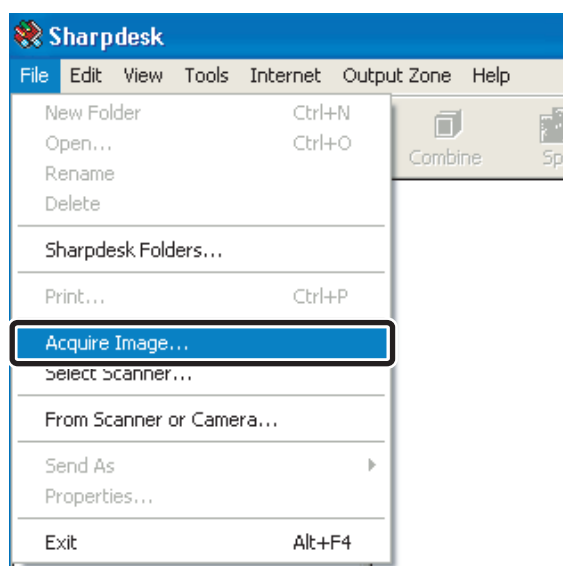 Sharpdesk
File Edit View Tools Internet Output Zone Help
New Folder Ctrl+N
Open... Ctrl+O
Rename
Delete
Sharpdesk Folders...
Print... Ctrl+P
Acquire Image...
Select Scanner...
From Scanner or Camera...
Send As
Properties...
Exit Alt+F4
Combine